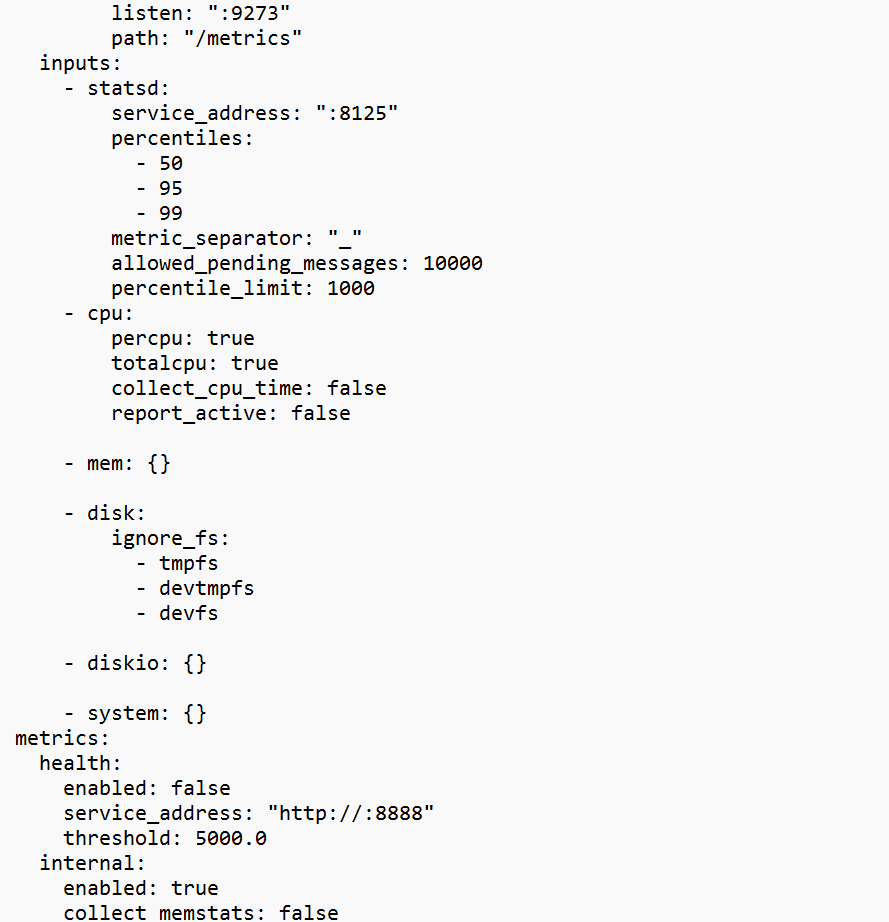 listen: ":9273"
        path: "/metrics"
  inputs:
    - statsd:
        service_address: ":8125"
        percentiles:
          - 50
          - 95
          - 99
        metric_separator: "_"
        allowed_pending_messages: 10000
        percentile_limit: 1000
    - cpu:
        percpu: true
        totalcpu: true
        collect_cpu_time: false
        report_active: false

    - mem: {}

    - disk:
        ignore_fs:
          - tmpfs
          - devtmpfs
          - devfs

    - diskio: {}

    - system: {}
metrics:
  health:
    enabled: false
    service_address: "http://:8888"
    threshold: 5000.0
  internal:
    enabled: true
    collect_memstats: false